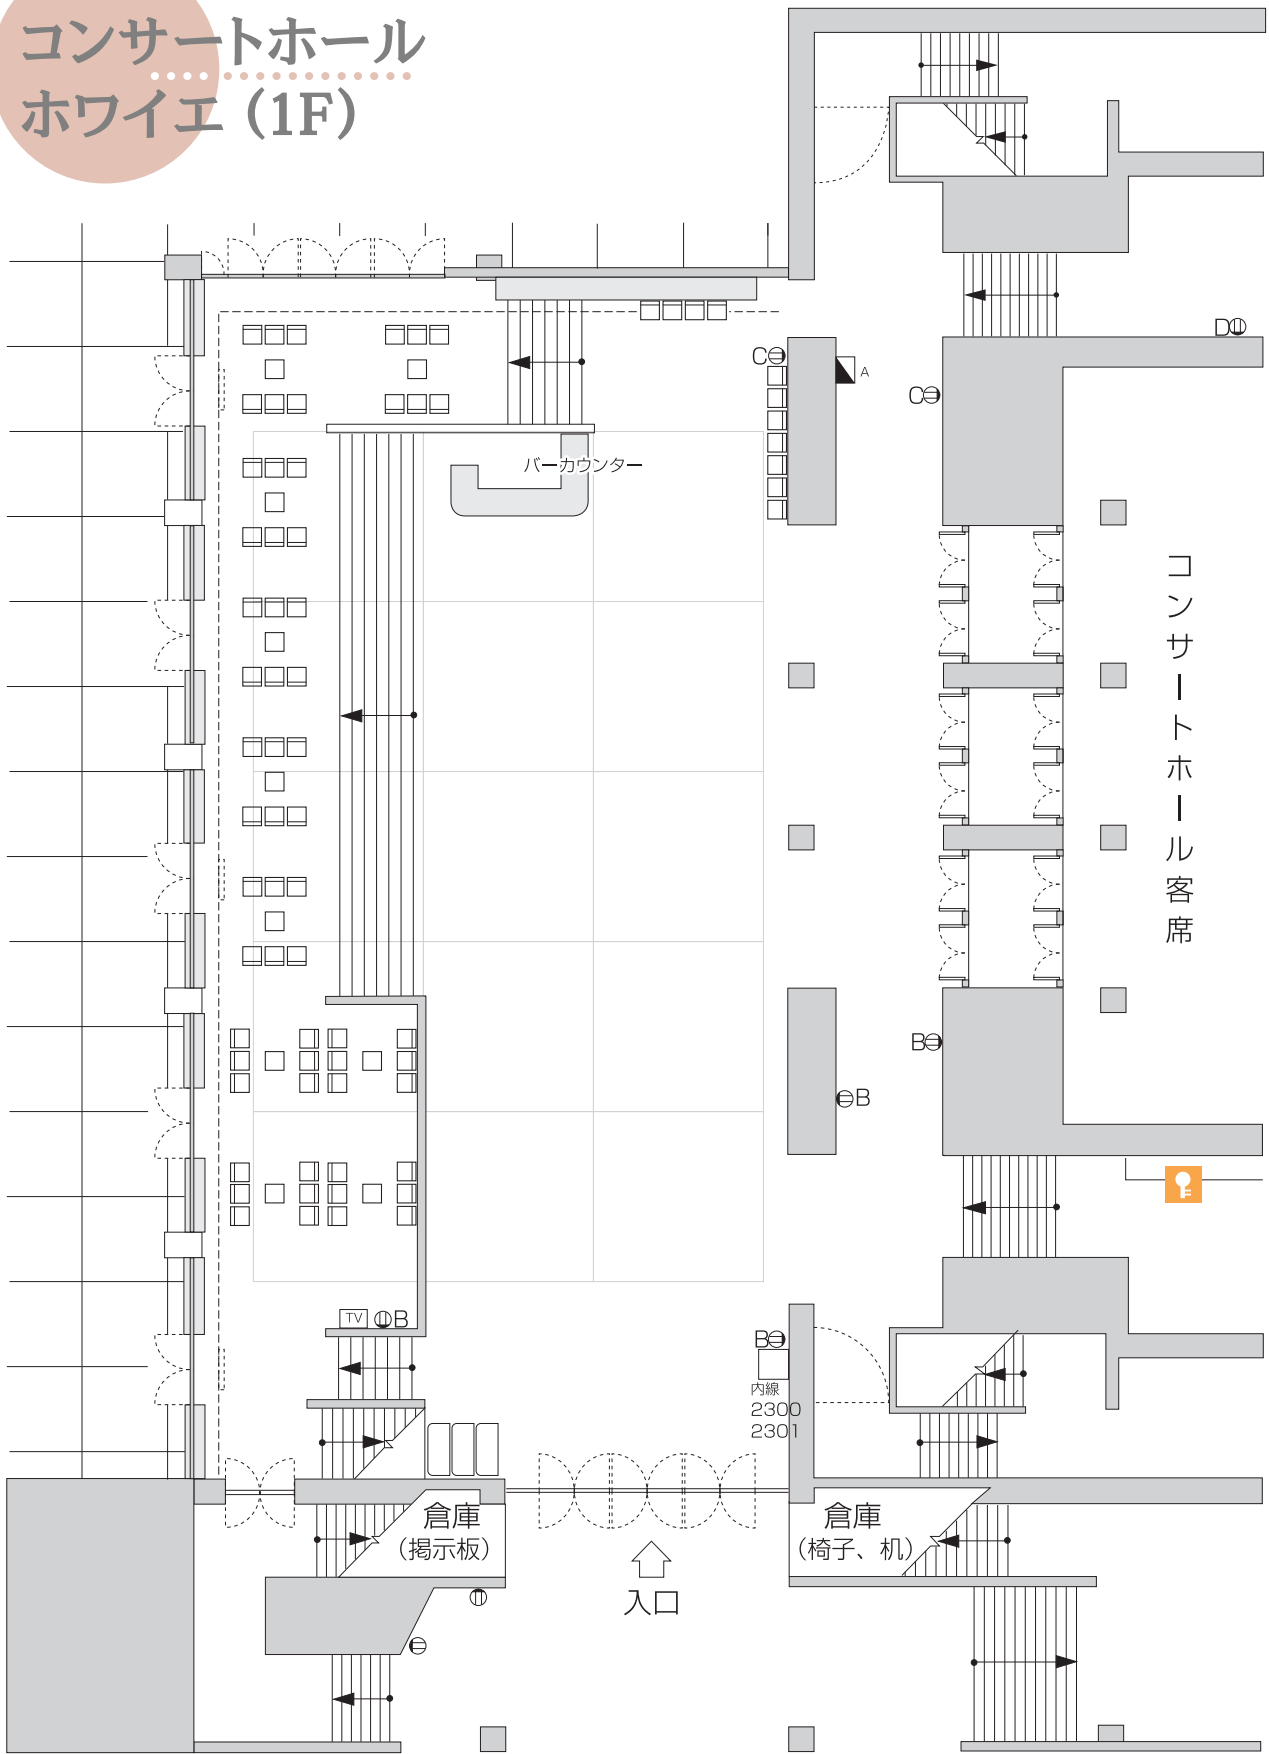 コンサートホール
ホワイエ（1F）
D
C
A
C
バーカウンター
コンサートホール客席
B
B
TV
B
B
内線
2300
2301
倉庫
（掲示板）
倉庫
（椅子、机）
入口